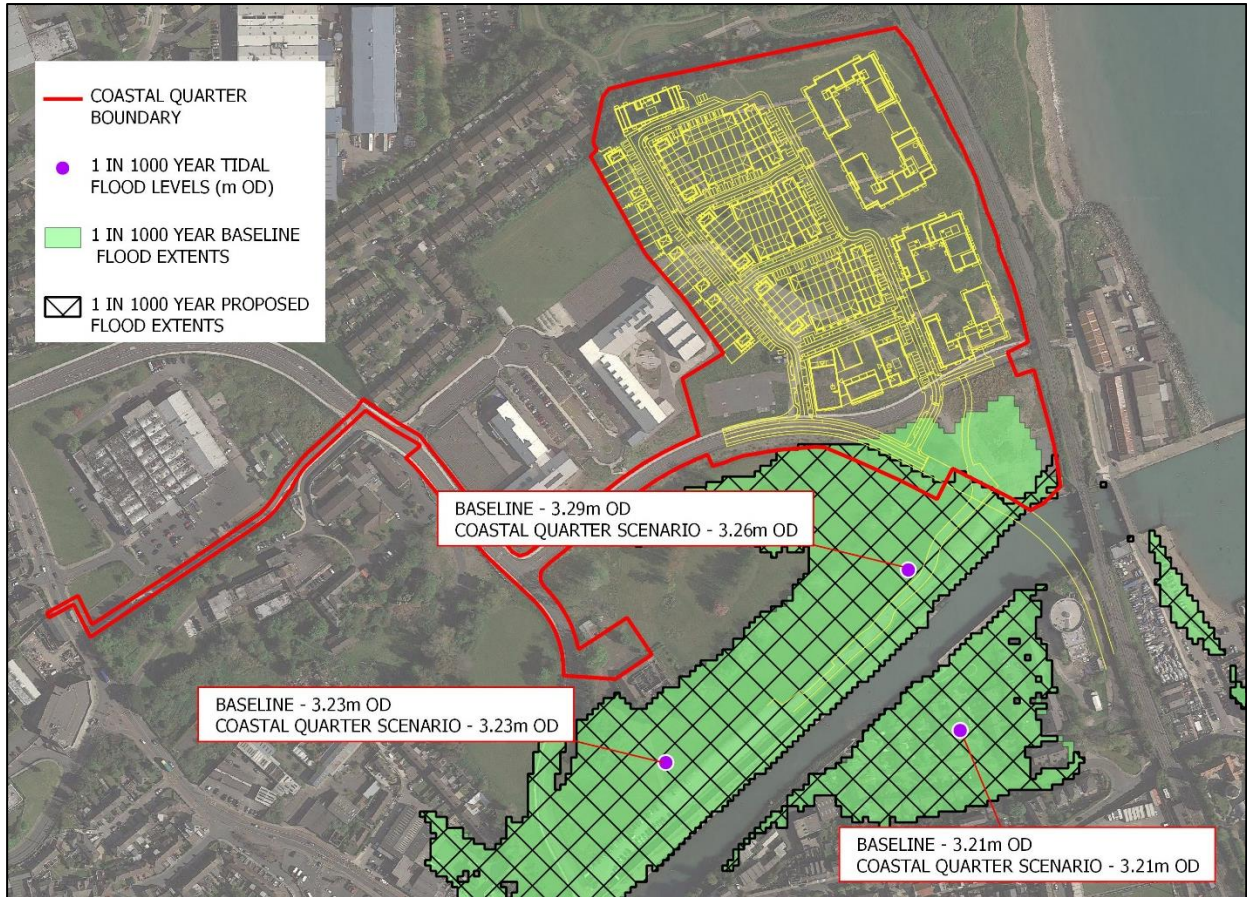 COASTAL QUARTER
BOUNDARY
1 IN 1000 YEAR TIDAL
FLOOD LEVELS (m OD)
1 IN 1000 YEAR BASELINE
FLOOD EXTENTS
1 IN 1000 YEAR PROPOSED
FLOOD EXTENTS
BASELINE - 3.29m OD
COASTAL QUARTER SCENARIO - 3.26m OD
BASELINE - 3.23m OD
COASTAL QUARTER SCENARIO - 3.23m OD
BASELINE - 3.21m OD
COASTAL QUARTER SCENARIO - 3.21m OD